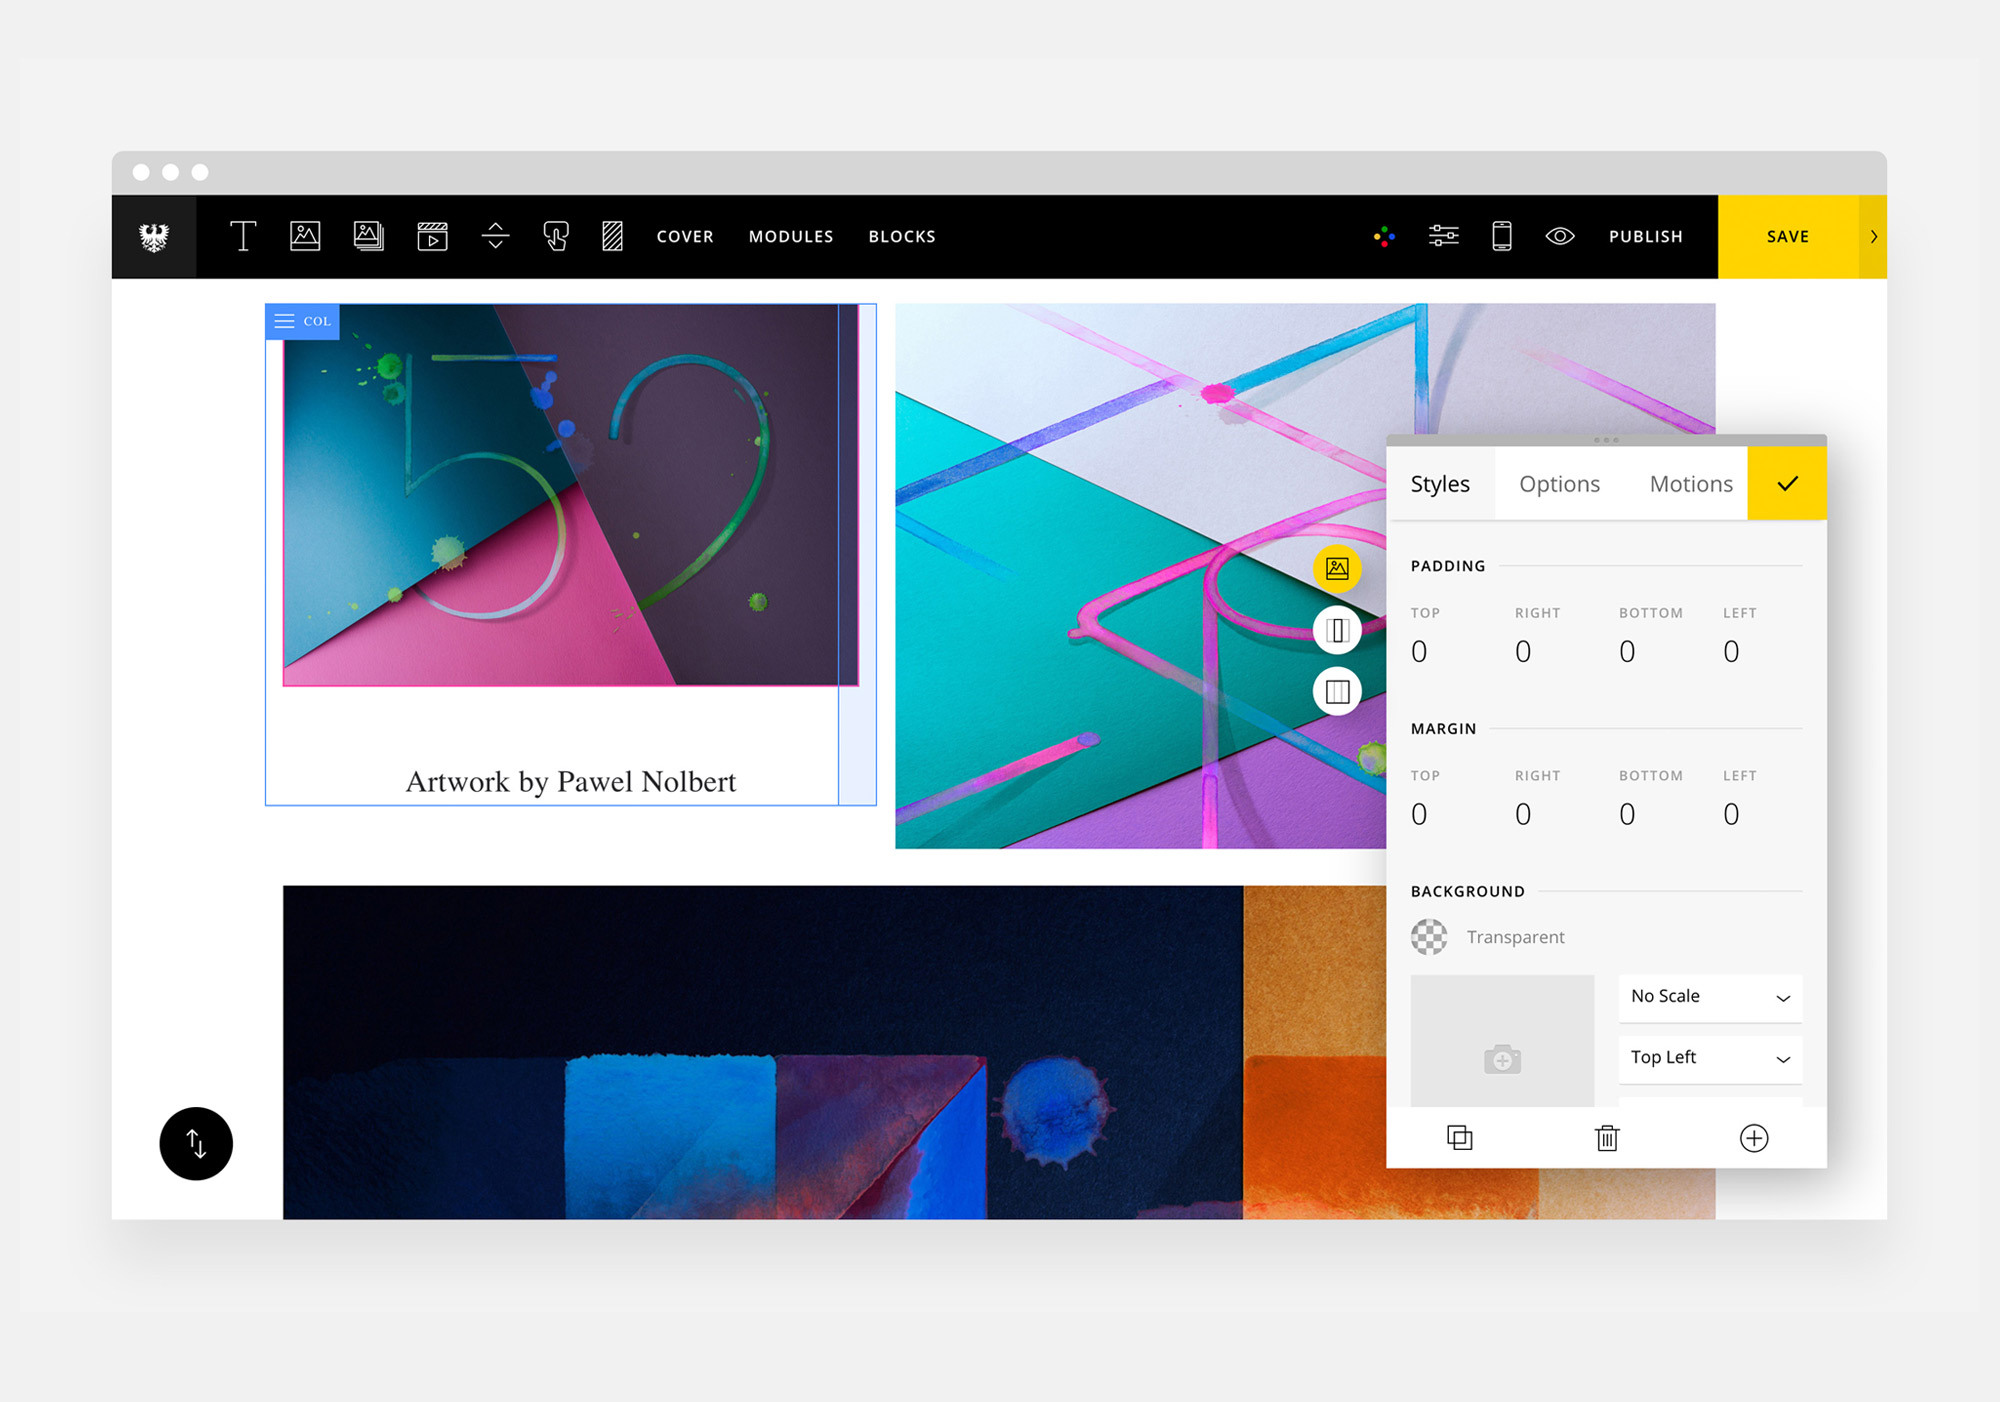 COVER MODULES BLOCKS PUBLISH SAVE
COL
52
Artwork by Pawel Nolbert
Styles Options Motions
PADDING
TOP RIGHT BOTTOM LEFT
0 0 0 0
MARGIN
TOP RIGHT BOTTOM LEFT
0 0 0 0
BACKGROUND
Transparent
No Scale
Top Left